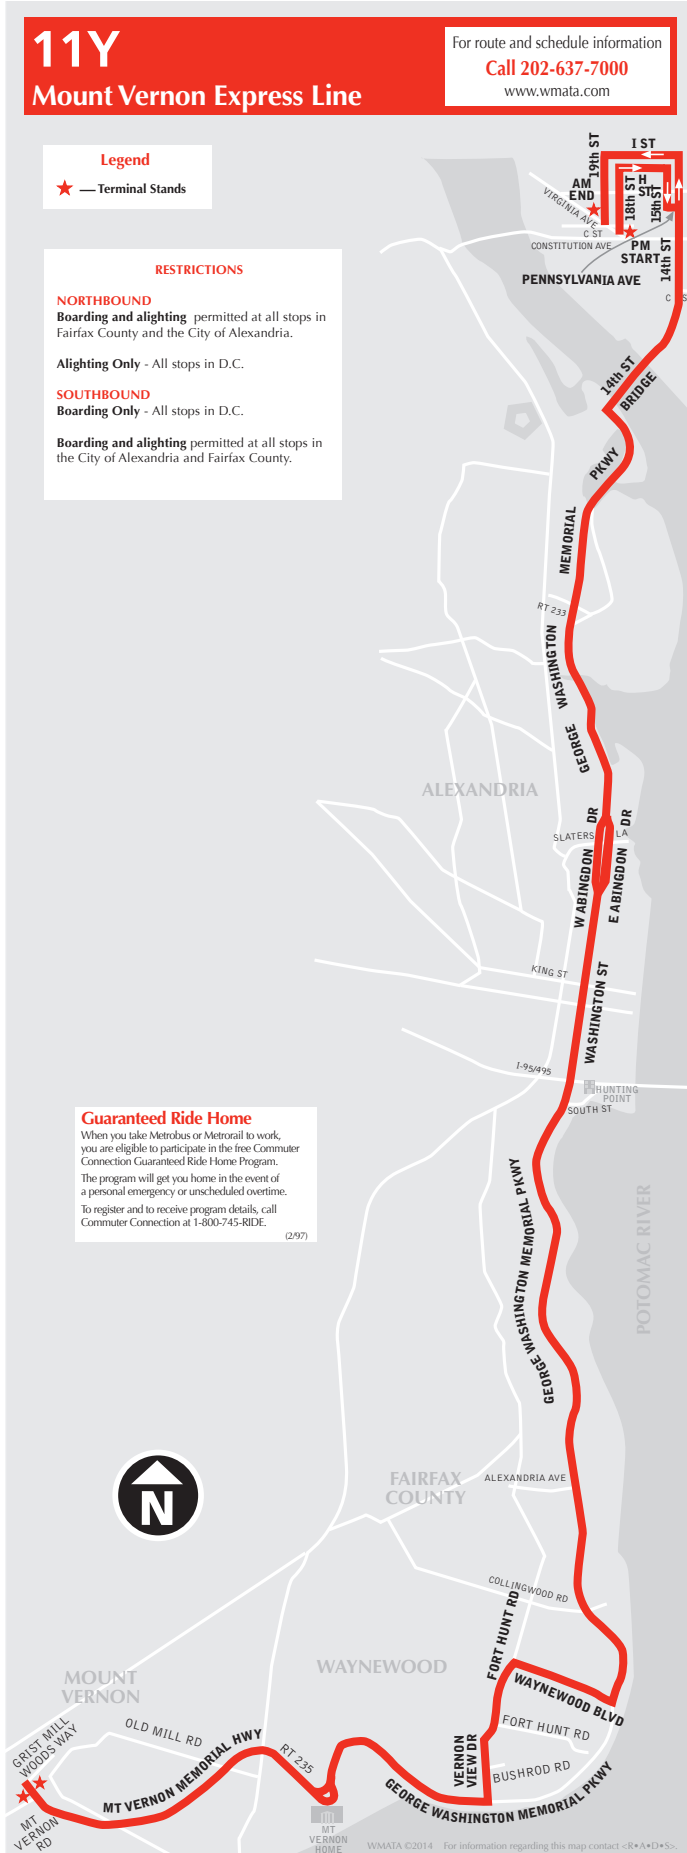 11Y
Mount Vernon Express Line
For route and schedule information
Call 202-637-7000
www.wmata.com
Legend
— Terminal Stands
RESTRICTIONS
NORTHBOUND
Boarding and alighting permitted at all stops in
Fairfax County and the City of Alexandria.
Alighting Only - All stops in D.C.
SOUTHBOUND
Boarding Only - All stops in D.C.
Boarding and alighting permitted at all stops in
the City of Alexandria and Fairfax County.
19th ST
I ST
H
ST
18th ST
15th ST
AM
END
VIRGINIA AVE
C ST
CONSTITUTION AVE
PM
START
14th ST
PENNSYLVANIA AVE
C S
14th ST
BRIDGE
PKWY
MEMORIAL
RT 233
WASHINGTON
GEORGE
ALEXANDRIA
DR
DR
SLATERS LA
W ABINGDON
E ABINGDON
KING ST
WASHINGTON ST
I-95/495
HUNTING
POINT
SOUTH ST
Guaranteed Ride Home
When you take Metrobus or Metrorail to work,
you are eligible to participate in the free Commuter
Connection Guaranteed Ride Home Program.
The program will get you home in the event of
a personal emergency or unscheduled overtime.
To register and to receive program details, call
Commuter Connection at 1-800-745-RIDE.
(2/97)
GEORGE WASHINGTON MEMORIAL PKWY
POTOMAC RIVER
N
FAIRFAX
COUNTY
ALEXANDRIA AVE
COLLINGWOOD RD
FORT HUNT RD
WAYNEWOOD
WAYNEWOOD BLVD
MOUNT
VERNON
FORT HUNT RD
VERNON
VIEW DR
BUSHROD RD
GRIST MILL
WOODS WAY
OLD MILL RD
MT VERNON MEMORIAL HWY
RT 235
GEORGE WASHINGTON MEMORIAL PKWY
MT
VERNON
RD
MT
VERNON
HOME
WMATA ©2014 For information regarding this map contact <R•A•D•S>.